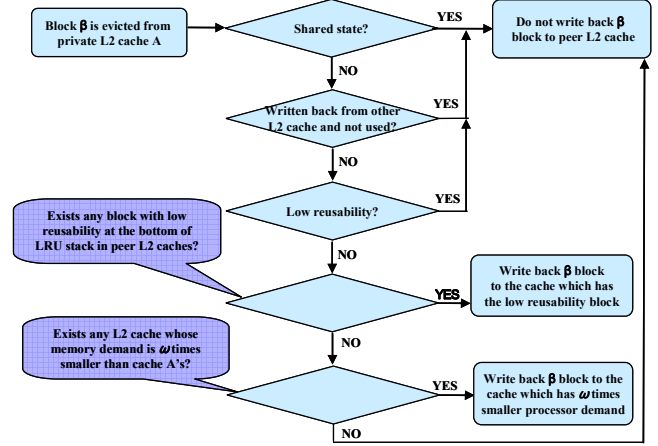 Block β is evicted from
private L2 cache A
Shared state?
YES
Do not write back β
block to peer L2 cache
NO
Written back from other
L2 cache and not used?
YES
NO
Low reusability?
YES
NO
Exists any block with low
reusability at the bottom of
LRU stack in peer L2 caches?
YES
Write back β block
to the cache which has
the low reusability block
NO
Exists any L2 cache whose
memory demand is ω times
smaller than cache A's?
YES
Write back β block to the
cache which has ω times
smaller processor demand
NO